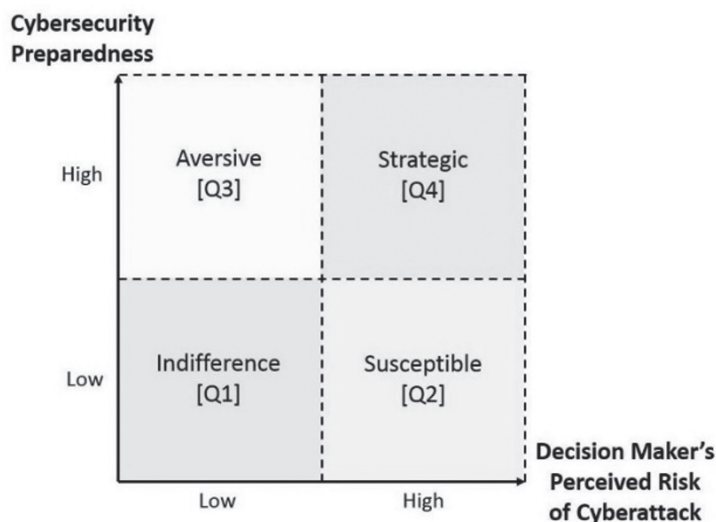 Cybersecurity
Preparedness
High
Aversive
[Q3]
Strategic
[Q4]
Low
Indifference
[Q1]
Susceptible
[Q2]
Low
High
Decision Maker’s
Perceived Risk
of Cyberattack